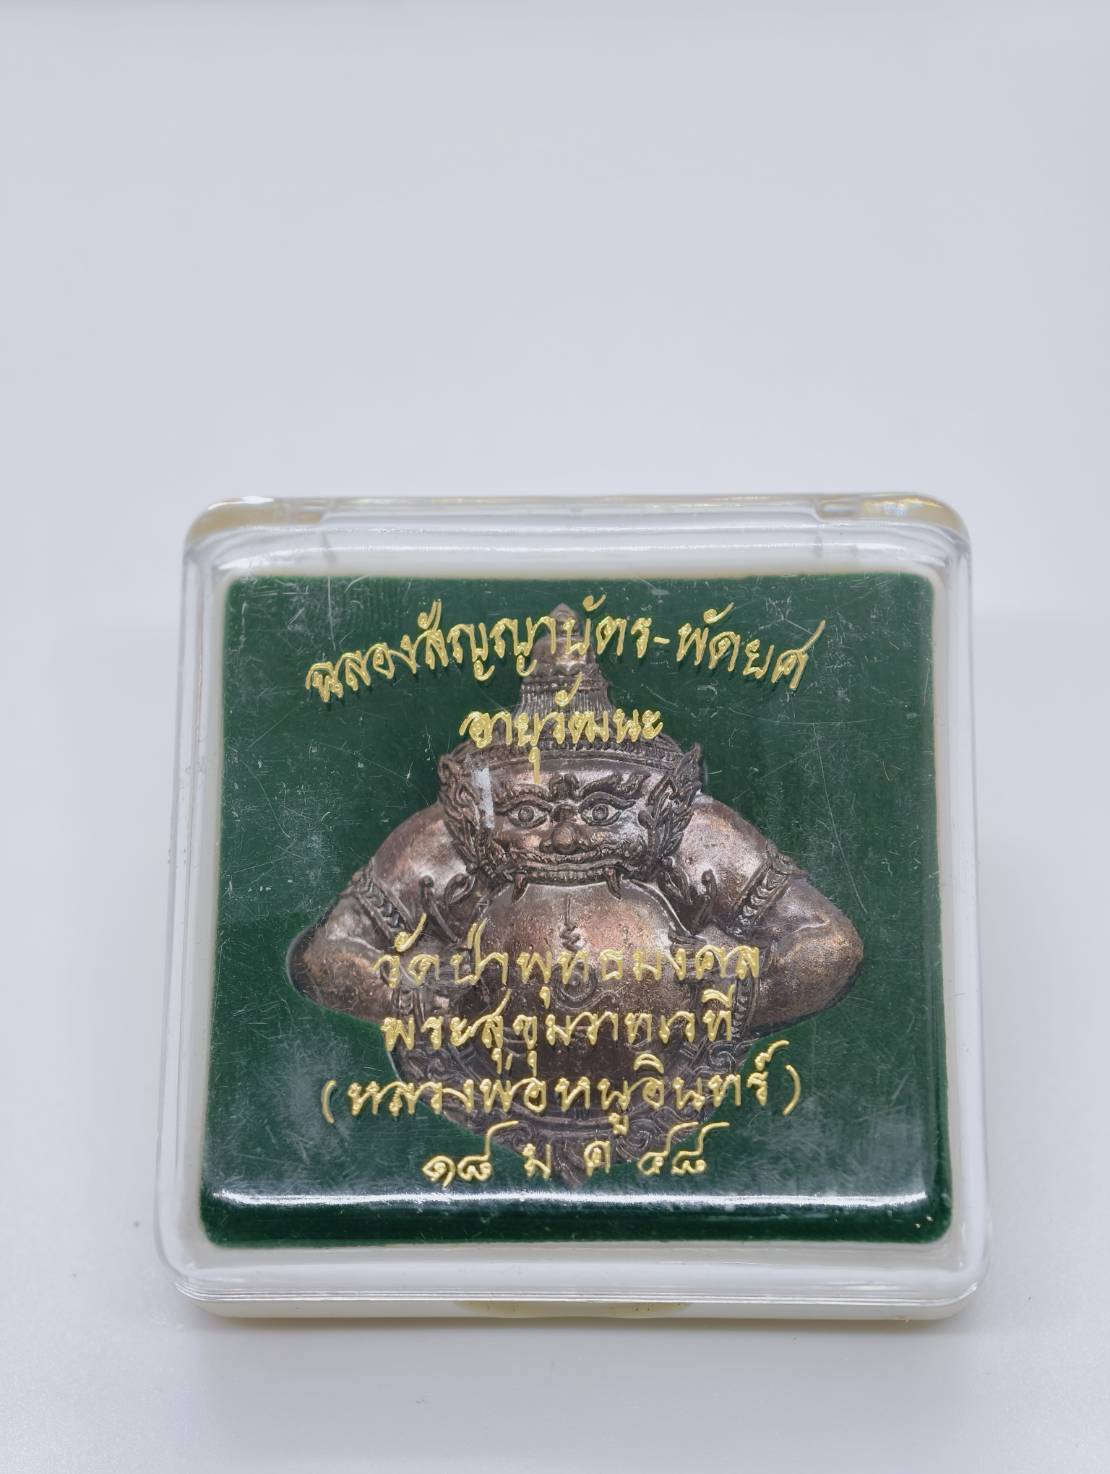 ฉลองสัญญาบัตร-พัดยศ
อายุวัฒนะ
วัดป่าพุทธมงคล
พระสุขุมวาทเวที
(หลวงพ่อหนูอินทร์)
๑๘ ม ค ๔๘